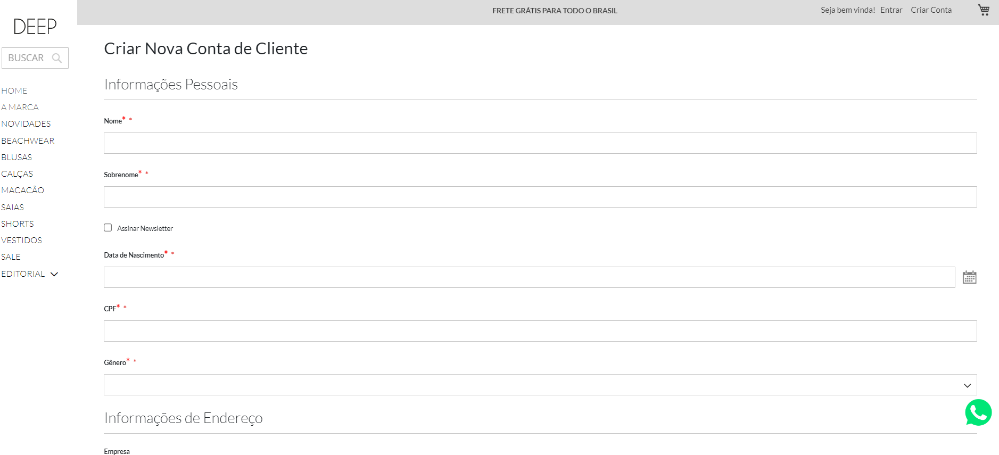 FRETE GRÁTIS PARA TODO O BRASIL
Seja bem vinda! Entrar Criar Conta
DEEP
BUSCAR
HOME
A MARCA
NOVIDADES
BEACHWEAR
BLUSAS
CALÇAS
MACACÃO
SAIAS
SHORTS
VESTIDOS
SALE
EDITORIAL
Criar Nova Conta de Cliente
Informações Pessoais
Nome* *
Sobrenome* *
Assinar Newsletter
Data de Nascimento* *
CPF* *
Gênero* *
Informações de Endereço
Empresa